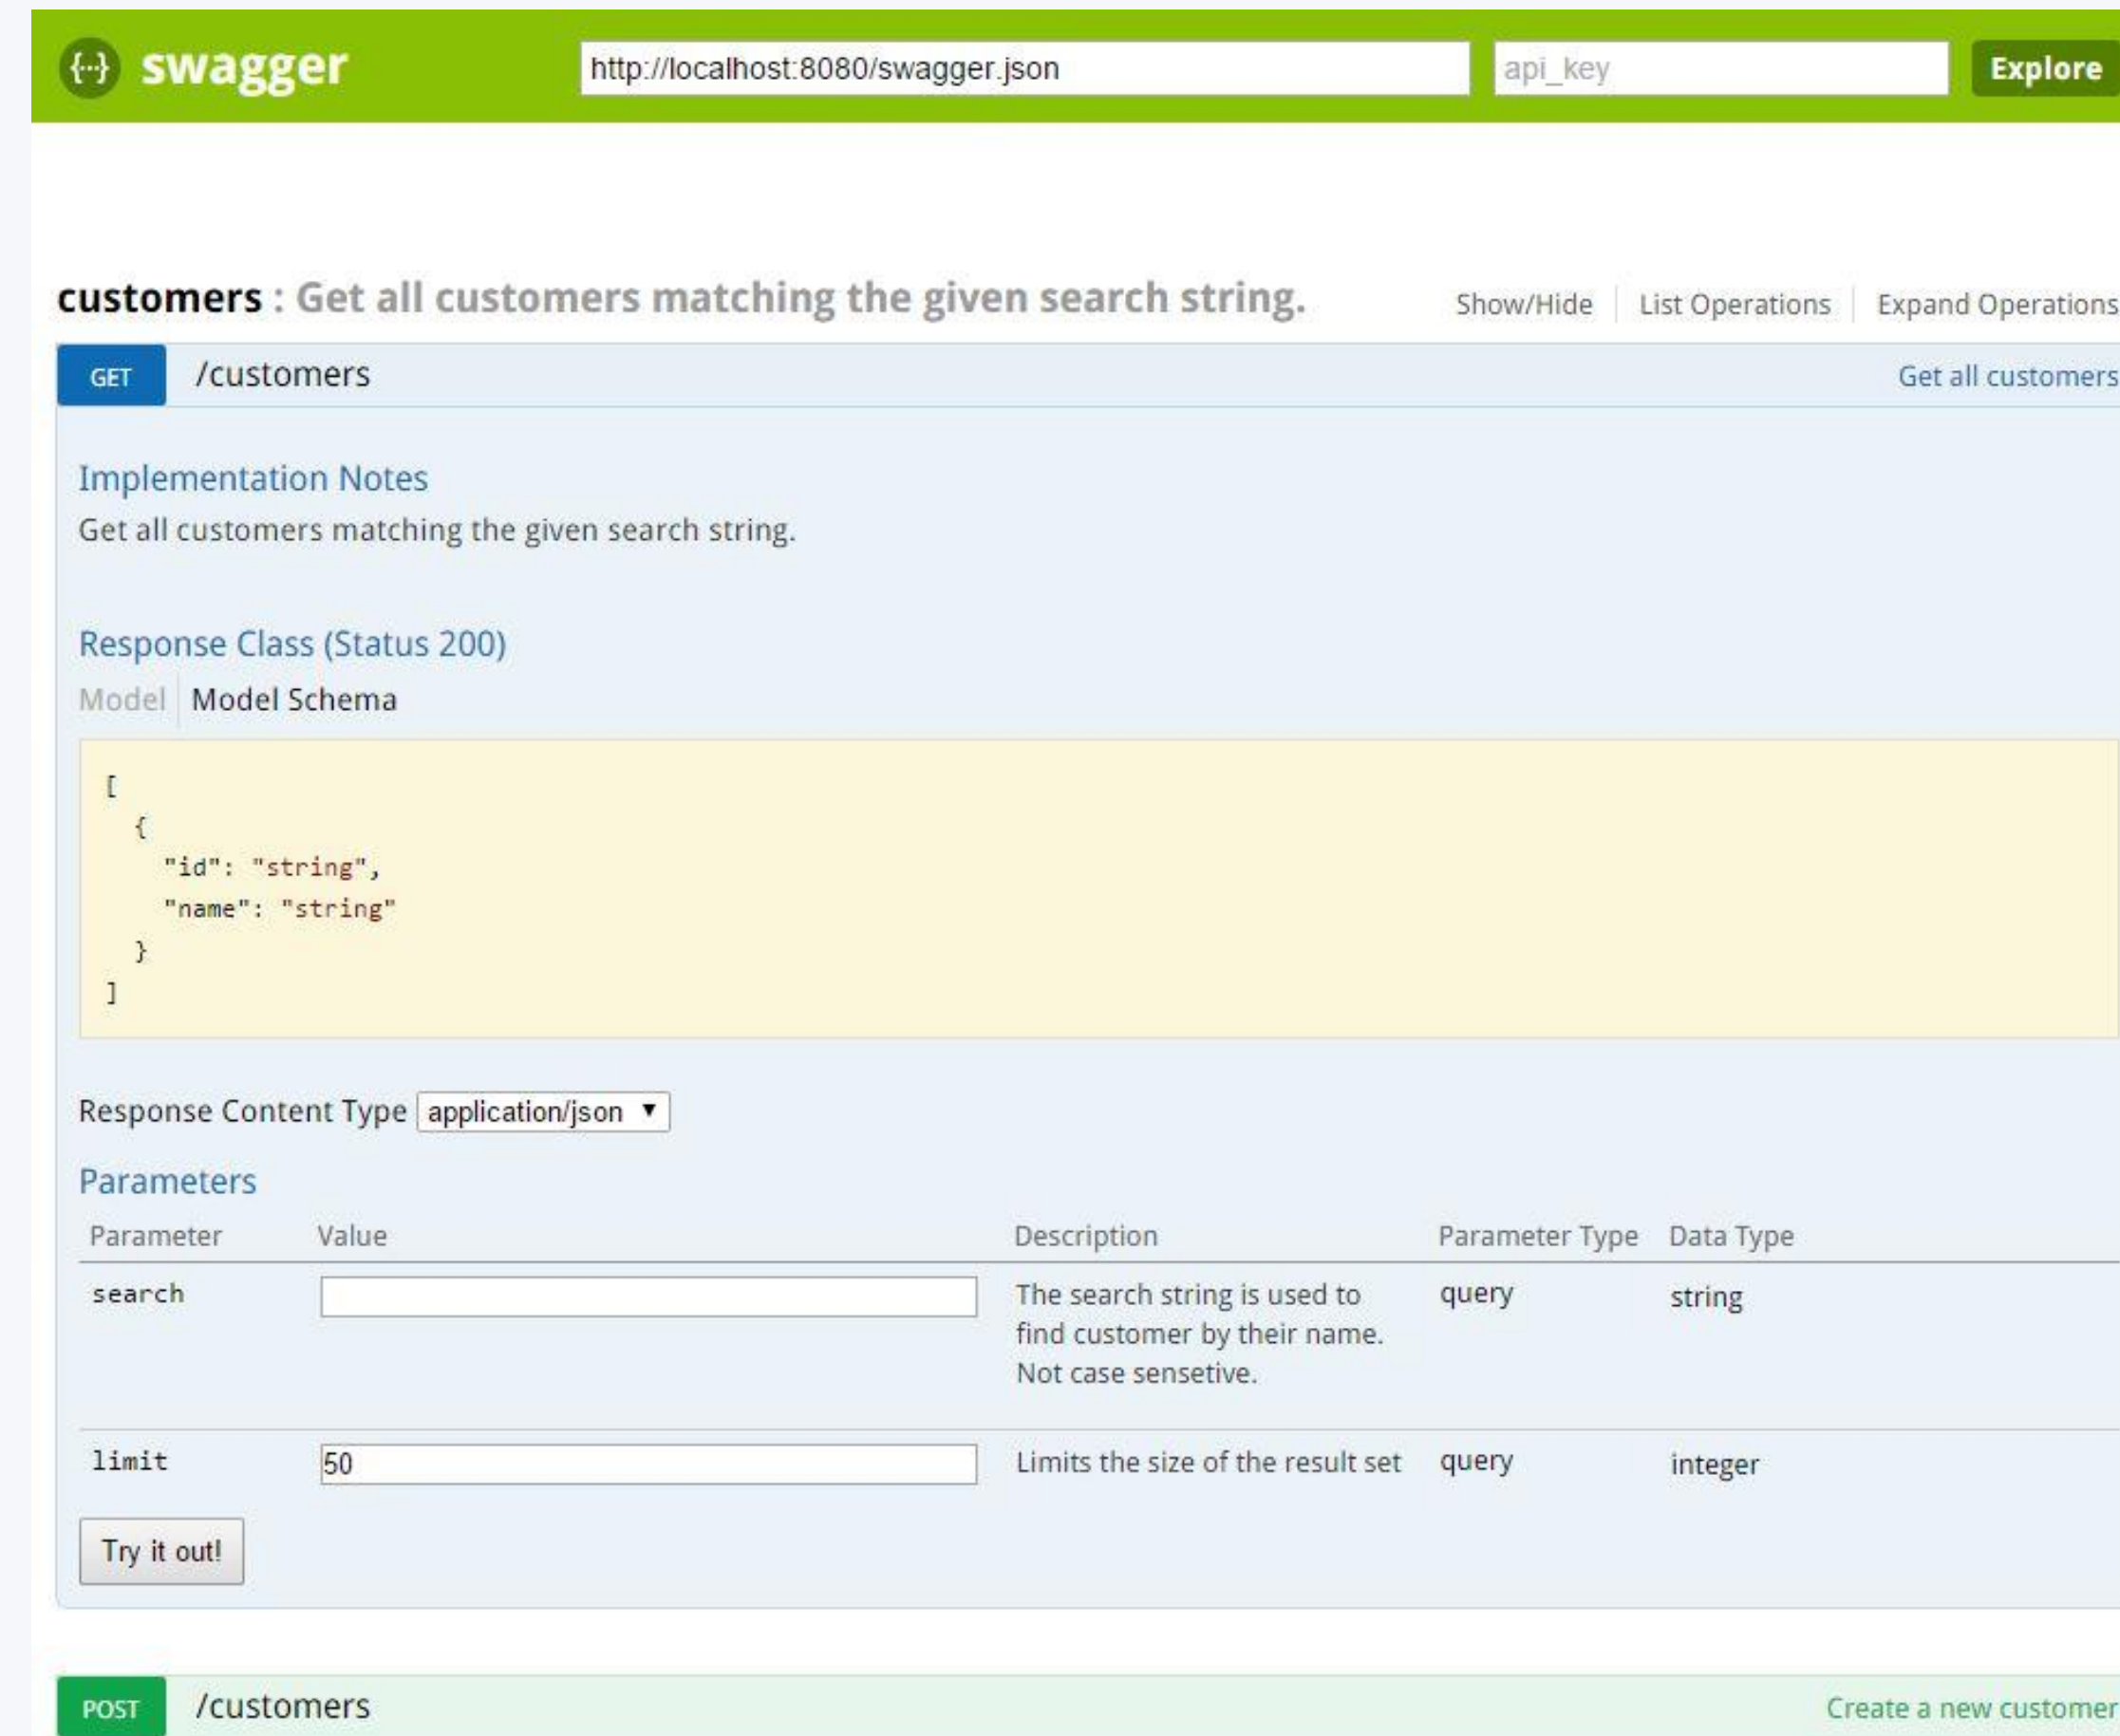 {···} swagger http://localhost:8080/swagger.json api_key Explore
customers : Get all customers matching the given search string. Show/Hide List Operations Expand Operations
GET /customers Get all customers
Implementation Notes
Get all customers matching the given search string.
Response Class (Status 200)
Model Model Schema
[
{
"id": "string",
"name": "string"
}
]
Response Content Type application/json ▼
Parameters
Parameter Value Description Parameter Type Data Type
search The search string is used to query string
find customer by their name.
Not case sensetive.
limit 50 Limits the size of the result set query integer
Try it out!
POST /customers Create a new customer